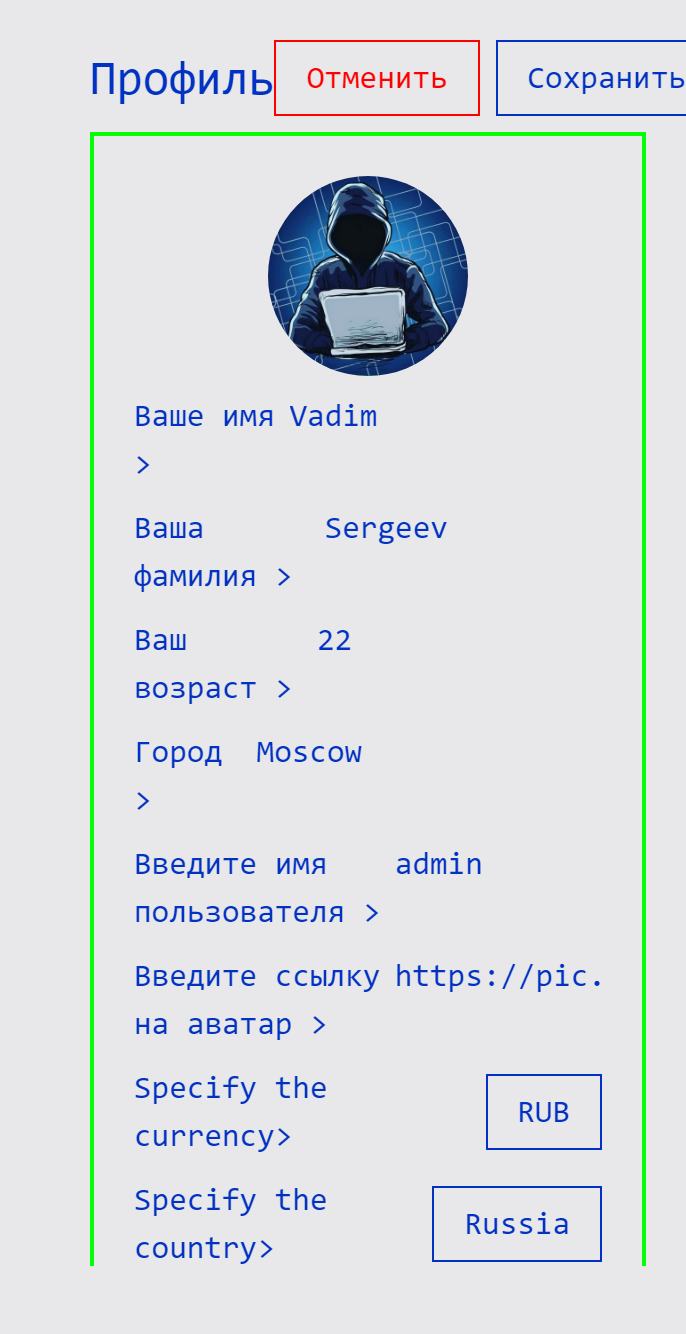 Профиль Отменить Сохранить
Ваше имя Vadim
>
Ваша Sergeev
фамилия >
Ваш 22
возраст >
Город Moscow
>
Введите имя admin
пользователя >
Введите ссылку https://pic.
на аватар >
Specify the
currency> RUB
Specify the
country> Russia